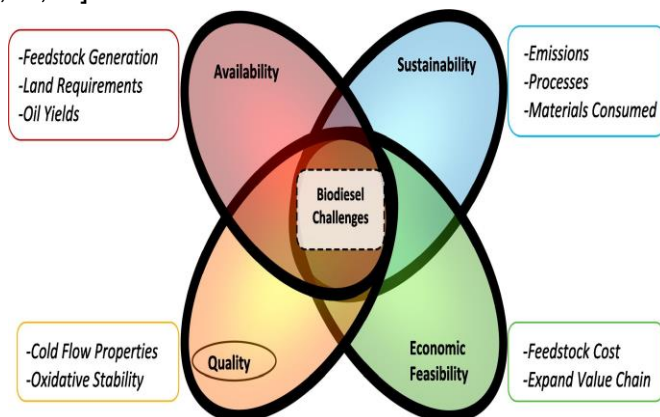 -Feedstock Generation
-Land Requirements
-Oil Yields
Availability
Sustainability
-Emissions
-Processes
-Materials Consumed
Biodiesel
Challenges
-Cold Flow Properties
-Oxidative Stability
Quality
Economic
Feasibility
-Feedstock Cost
-Expand Value Chain